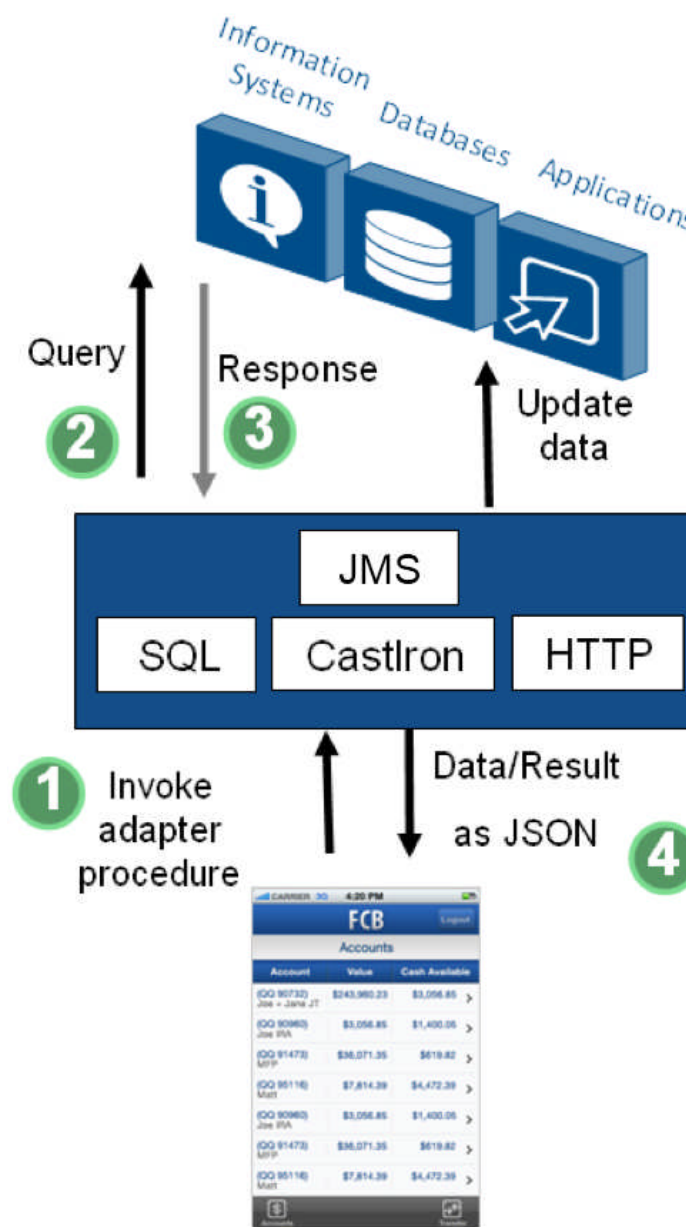 Information
Systems
Databases
Applications
Query
Response
2
3
Update
data
JMS
SQL
CastIron
HTTP
1
Invoke
adapter
procedure
Data/Result
as JSON
4
CARRIER 3G 4:20 PM
FCB
Logout
Accounts
Account Value Cash Available
(QQ 90732) $243,980.23 $3,056.85
Joe + Jane JT
(QQ 90960) $3,056.85 $1,400.05
Joe IRA
(QQ 91473) $36,071.35 $619.82
MFP
(QQ 95116) $7,814.39 $4,472.39
Matt
(QQ 90960) $3,056.85 $1,400.05
Joe IRA
(QQ 91473) $36,071.35 $619.82
MFP
(QQ 95116) $7,814.39 $4,472.39
Matt
Accounts Transfer